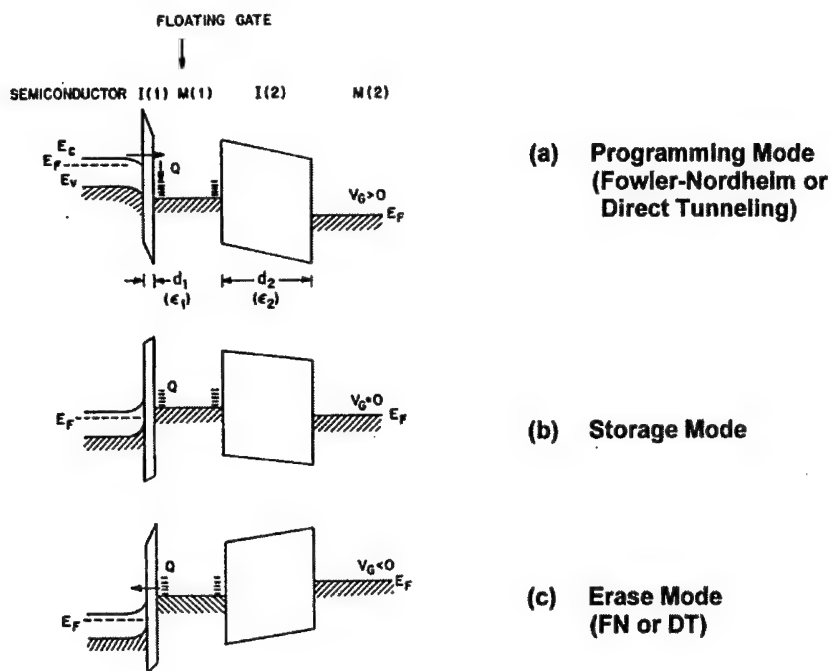 FLOATING GATE
SEMICONDUCTOR I(1) M(1) I(2) M(2)
(a) Programming Mode
(Fowler-Nordheim or
Direct Tunneling)
E_c
E_F
E_v
Q
V_G>0
E_F
d_1
(ϵ_1)
d_2
(ϵ_2)
(b) Storage Mode
Q
V_G=0
E_F
E_F
(c) Erase Mode
(FN or DT)
Q
V_G<0
E_F
E_F